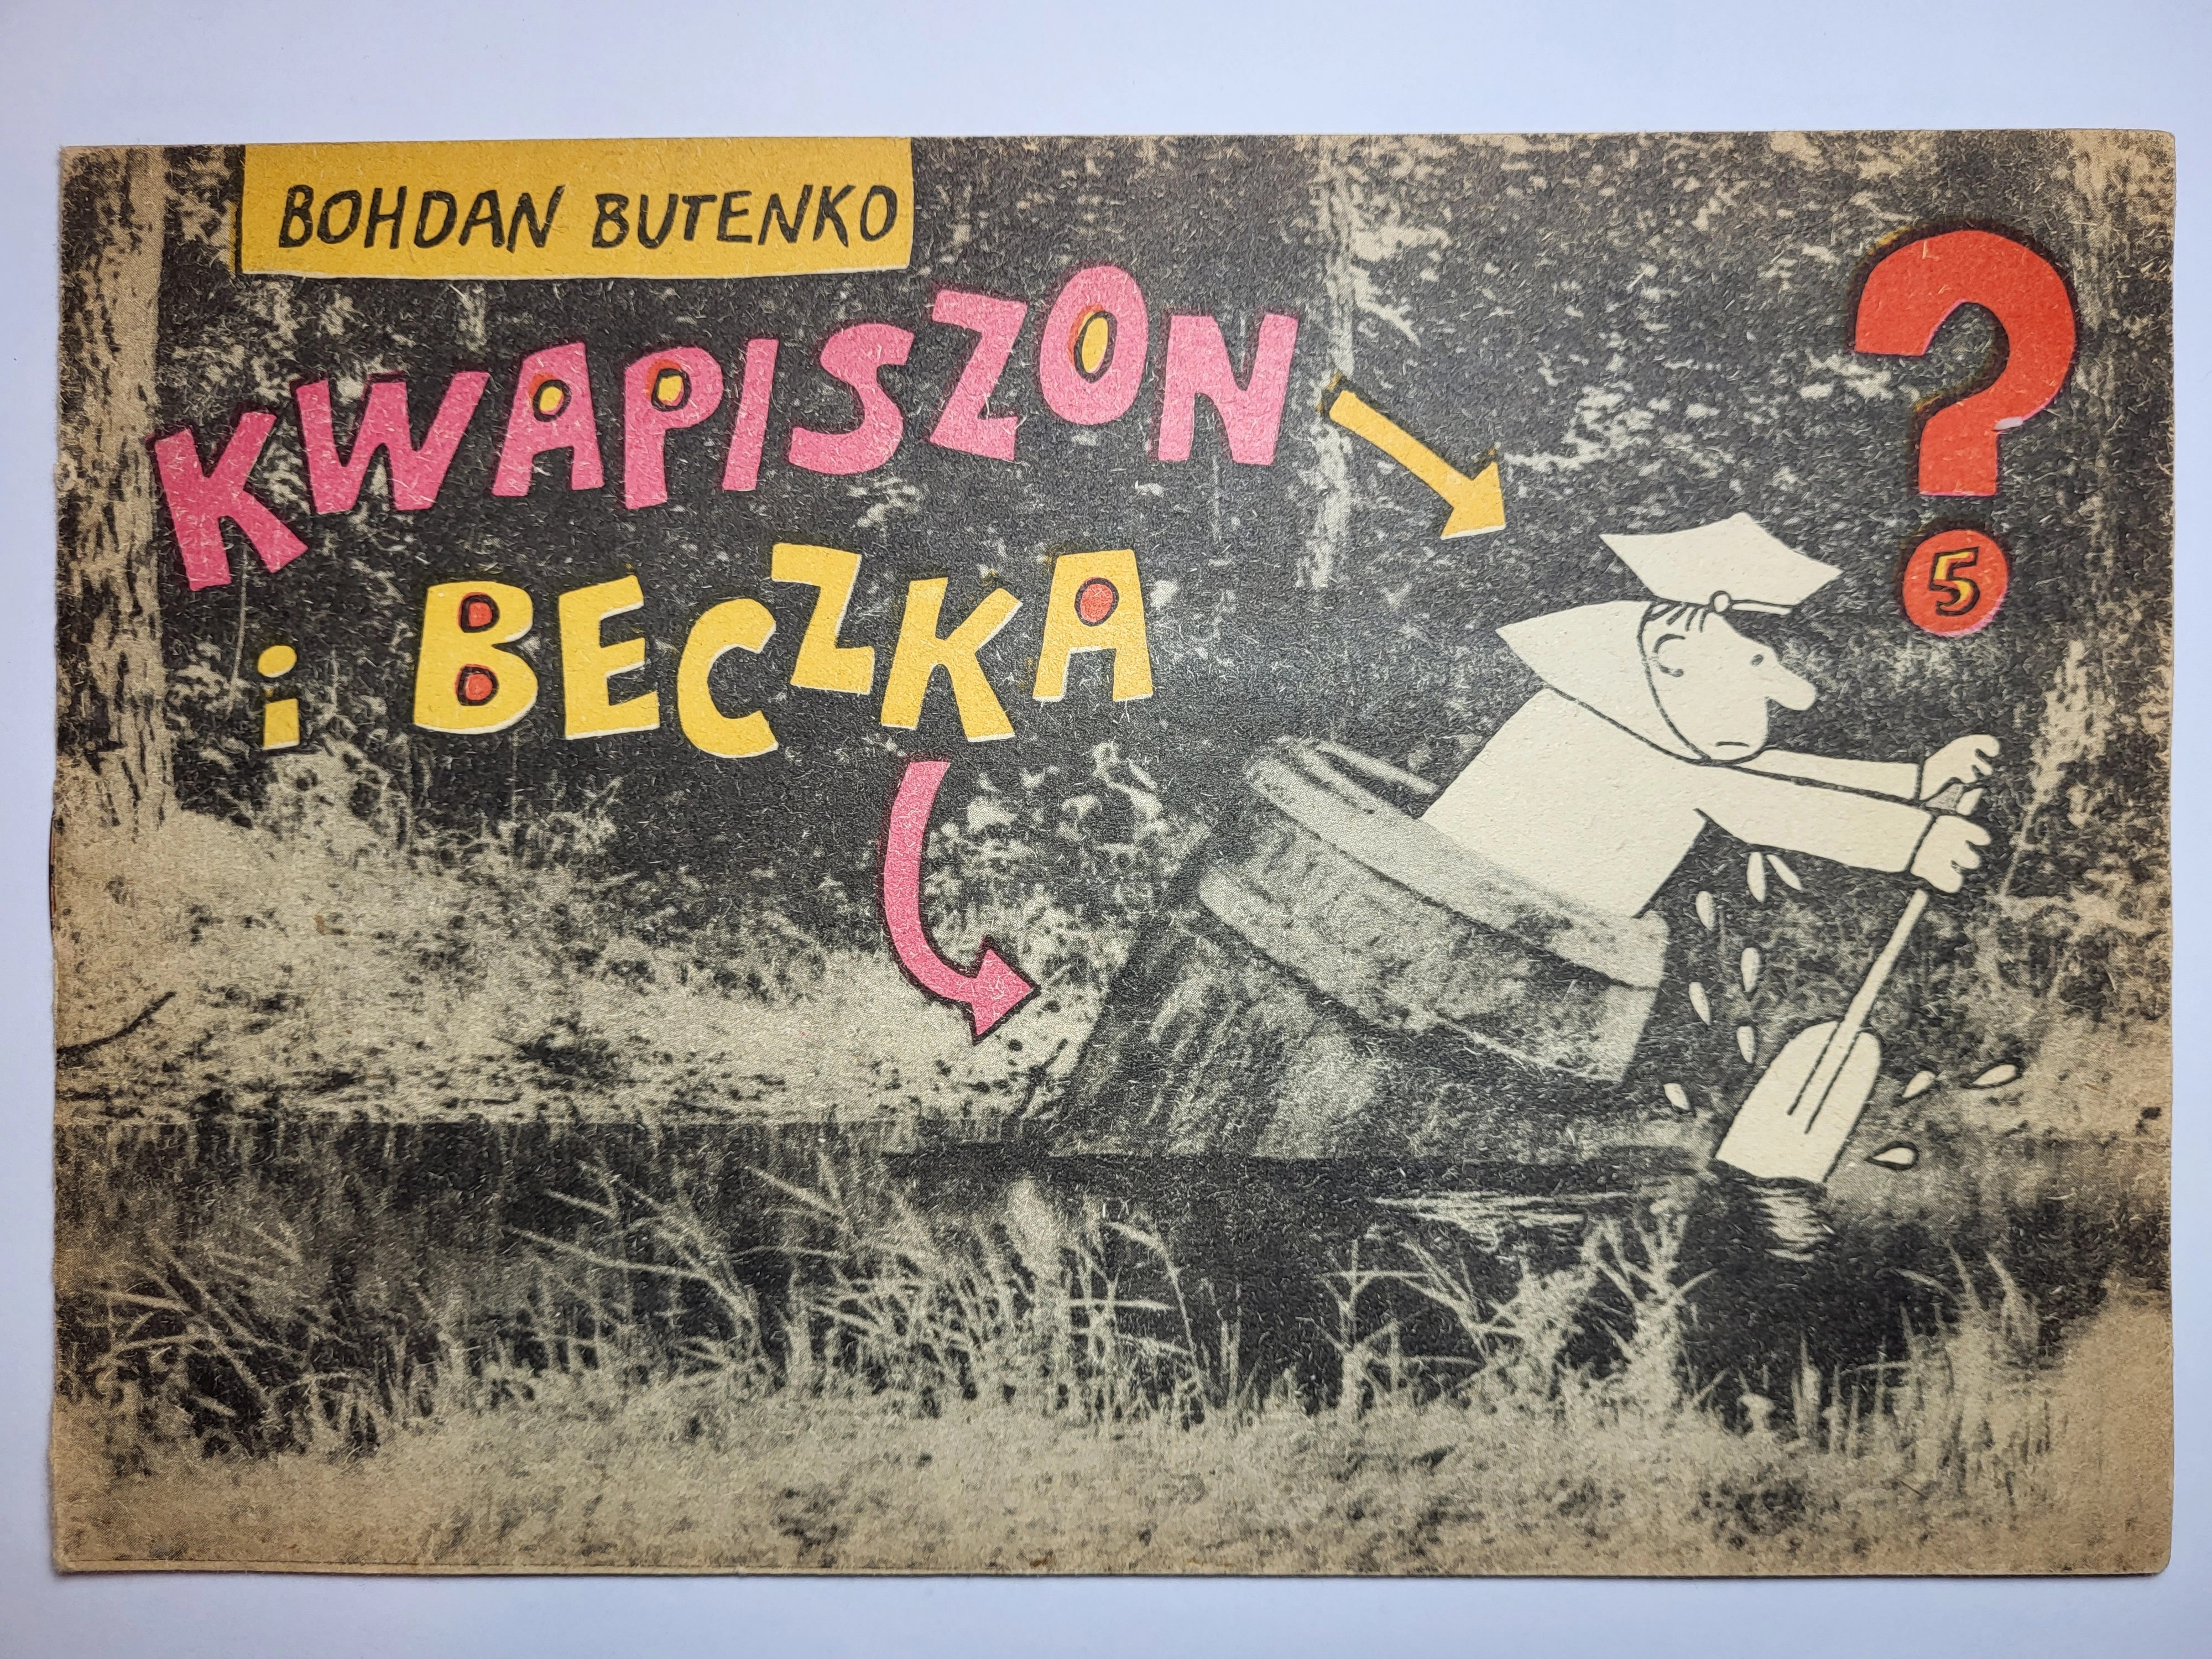 BOHDAN BUTENKO
KWAPISZON
i BECZKA
?
5